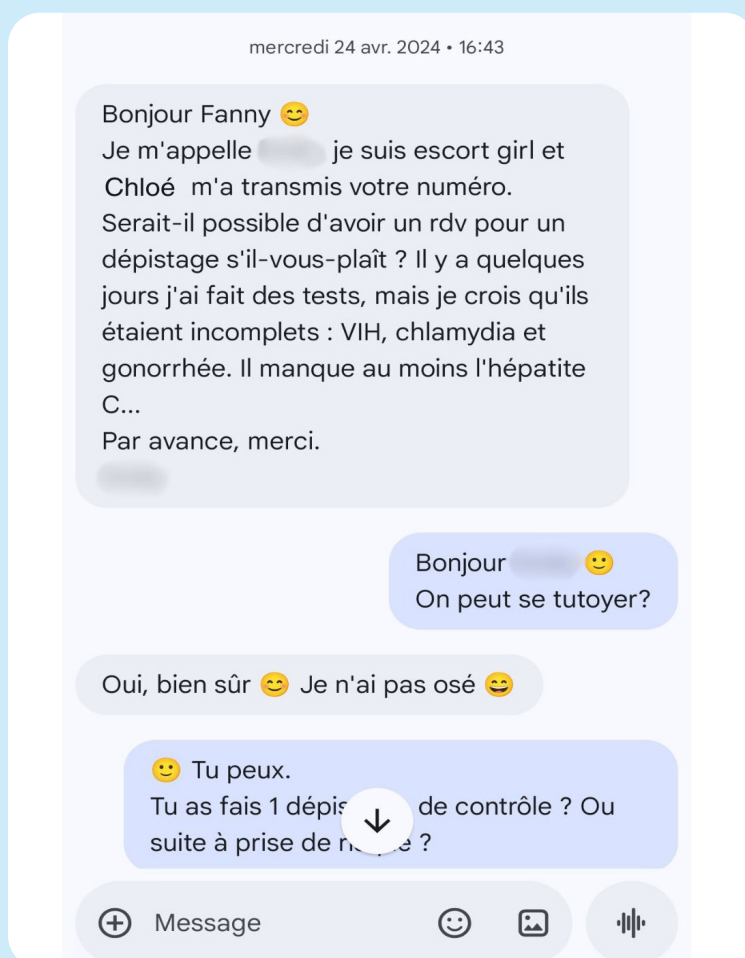 mercredi 24 avr. 2024 • 16:43
Bonjour Fanny 😊
Je m'appelle je suis escort girl et
Chloé m'a transmis votre numéro.
Serait-il possible d'avoir un rdv pour un
dépistage s'il-vous-plaît ? Il y a quelques
jours j'ai fait des tests, mais je crois qu'ils
étaient incomplets : VIH, chlamydia et
gonorrhée. Il manque au moins l'hépatite
C...
Par avance, merci.
Bonjour 🙂
On peut se tutoyer?
Oui, bien sûr 😊 Je n'ai pas osé 😄
🙂 Tu peux.
Tu as fais 1 de contrôle ? Ou
suite à prise de ?
Message